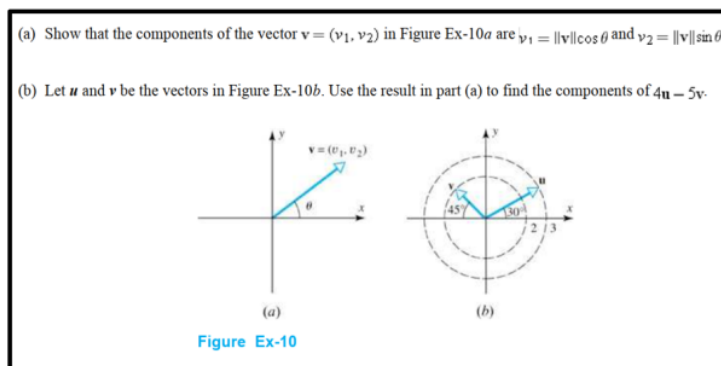 (a) Show that the components of the vector v = (v₁, v₂) in Figure Ex-10a are v₁ = ||v||cos θ and v₂ = ||v||sin θ
(b) Let u and v be the vectors in Figure Ex-10b. Use the result in part (a) to find the components of 4u – 5v.
y y
v = (v₁, v₂)
v u
θ x 45° 30° x
2 3
(a) (b)
Figure Ex-10